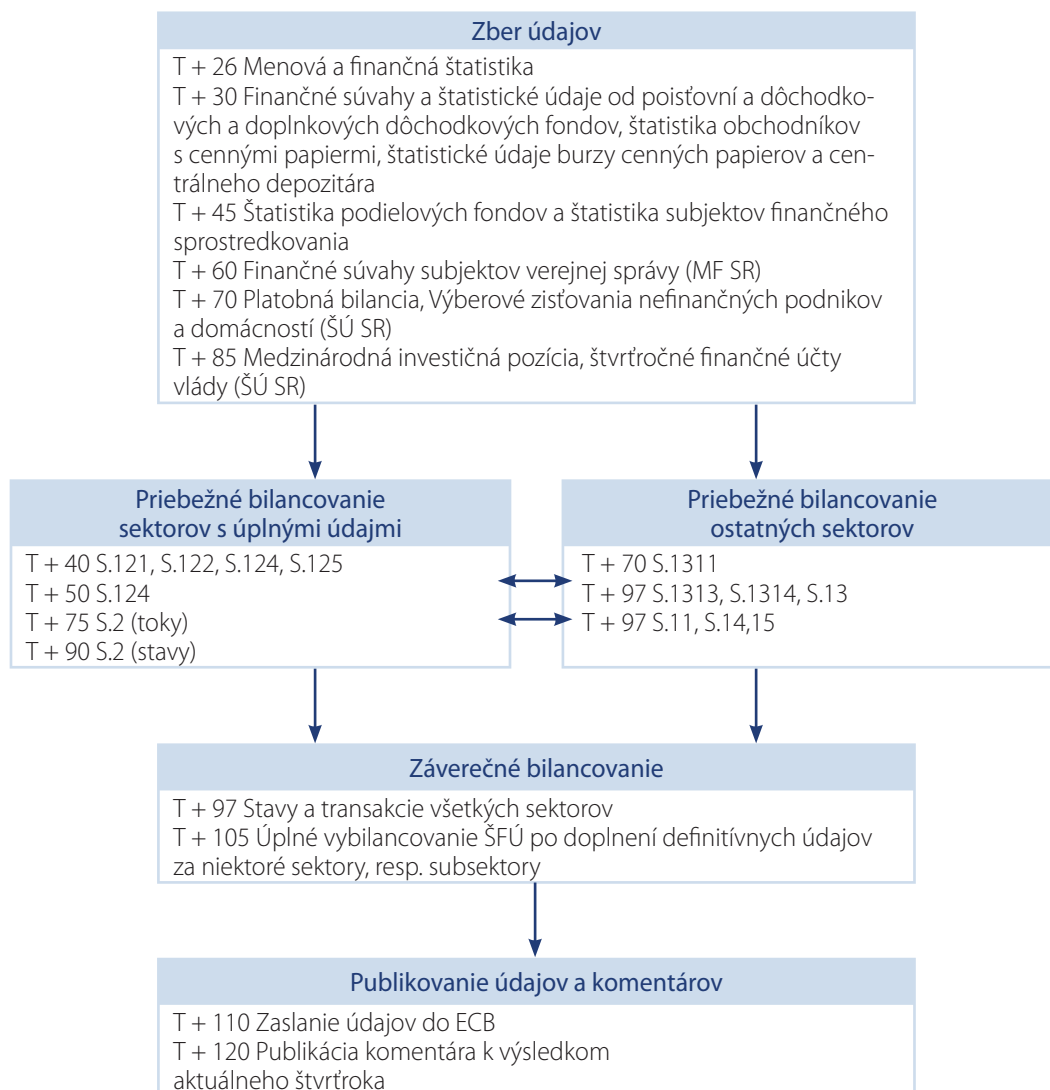 Zber údajov
T + 26 Menová a finančná štatistika
T + 30 Finančné súvahy a štatistické údaje od poisťovní a dôchodko-
vých a doplnkových dôchodkových fondov, štatistika obchodníkov
s cennými papiermi, štatistické údaje burzy cenných papierov a cen-
trálneho depozitára
T + 45 Štatistika podielových fondov a štatistika subjektov finančného
sprostredkovania
T + 60 Finančné súvahy subjektov verejnej správy (MF SR)
T + 70 Platobná bilancia, Výberové zisťovania nefinančných podnikov
a domácností (ŠÚ SR)
T + 85 Medzinárodná investičná pozícia, štvrťročné finančné účty
vlády (ŠÚ SR)
Priebežné bilancovanie
sektorov s úplnými údajmi
T + 40 S.121, S.122, S.124, S.125
T + 50 S.124
T + 75 S.2 (toky)
T + 90 S.2 (stavy)
Priebežné bilancovanie
ostatných sektorov
T + 70 S.1311
T + 97 S.1313, S.1314, S.13
T + 97 S.11, S.14,15
Záverečné bilancovanie
T + 97 Stavy a transakcie všetkých sektorov
T + 105 Úplné vybilancovanie ŠFÚ po doplnení definitívnych údajov
za niektoré sektory, resp. subsektory
Publikovanie údajov a komentárov
T + 110 Zaslanie údajov do ECB
T + 120 Publikácia komentára k výsledkom
aktuálneho štvrťroka